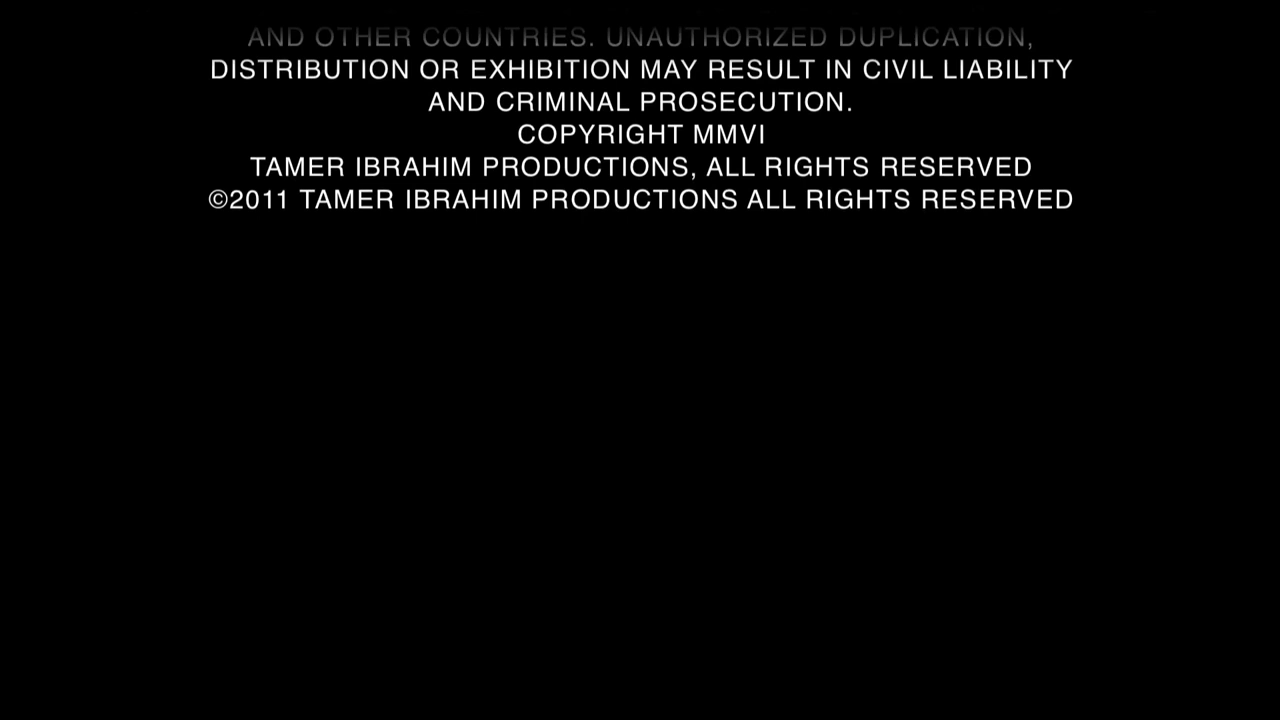 AND OTHER COUNTRIES. UNAUTHORIZED DUPLICATION,
DISTRIBUTION OR EXHIBITION MAY RESULT IN CIVIL LIABILITY
AND CRIMINAL PROSECUTION.
COPYRIGHT MMVI
TAMER IBRAHIM PRODUCTIONS, ALL RIGHTS RESERVED
©2011 TAMER IBRAHIM PRODUCTIONS ALL RIGHTS RESERVED